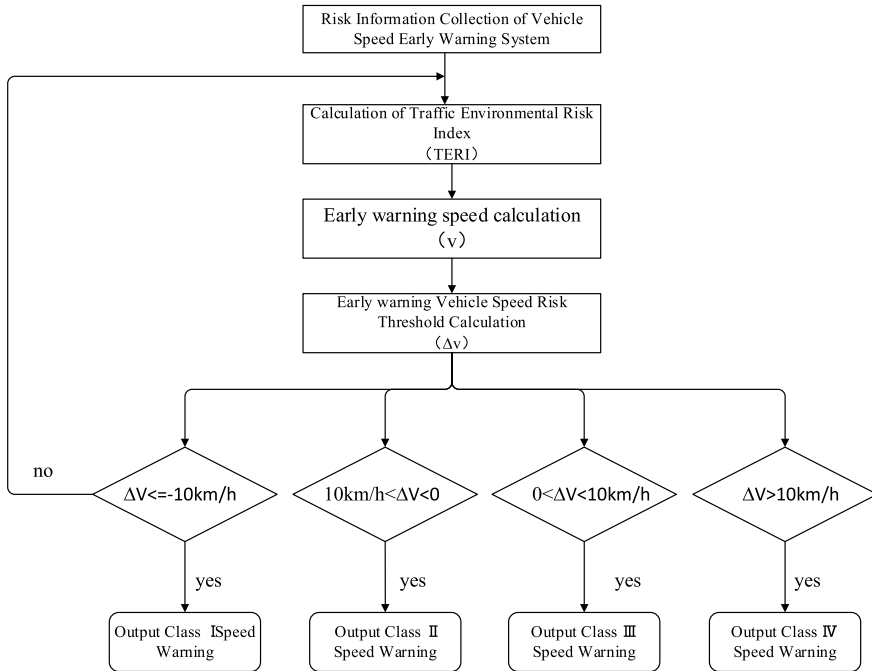 Risk Information Collection of Vehicle
Speed Early Warning System
Calculation of Traffic Environmental Risk
Index
（TERI）
Early warning speed calculation
（v）
Early warning Vehicle Speed Risk
Threshold Calculation
（Δv）
no
ΔV<=-10km/h
10km/h<ΔV<0
0<ΔV<10km/h
ΔV>10km/h
yes
yes
yes
yes
Output Class ⅠSpeed
Warning
Output Class Ⅱ
Speed Warning
Output Class Ⅲ
Speed Warning
Output Class Ⅳ
Speed Warning